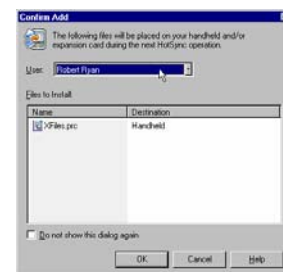 Confirm Add
The following files will be placed on your handheld and/or
expansion card during the next HotSync operation.
User: Robert Ryan
Files to Install
Name Destination
XFiles.prc Handheld
Do not show this dialog again
OK Cancel Help